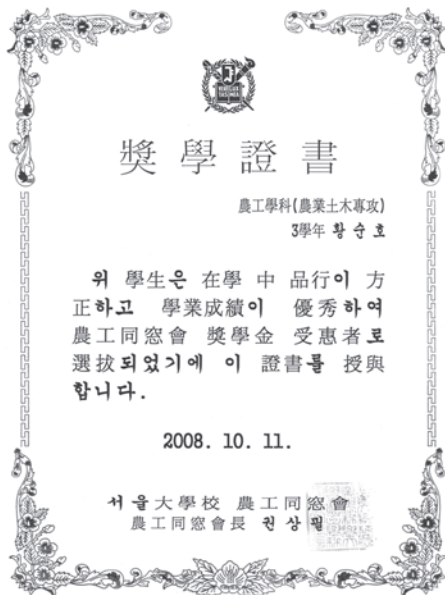 獎學證書
農工學科(農業土木專攻)
3學年 황순호
위 學生은 在學 中 品行이 方
正하고 學業成績이 優秀하여
農工同窓會 獎學金 受惠者로
選拔되었기에 이 證書를 授與
합니다.
2008. 10. 11.
서울大學校 農工同窓會
農工同窓會長 권상필